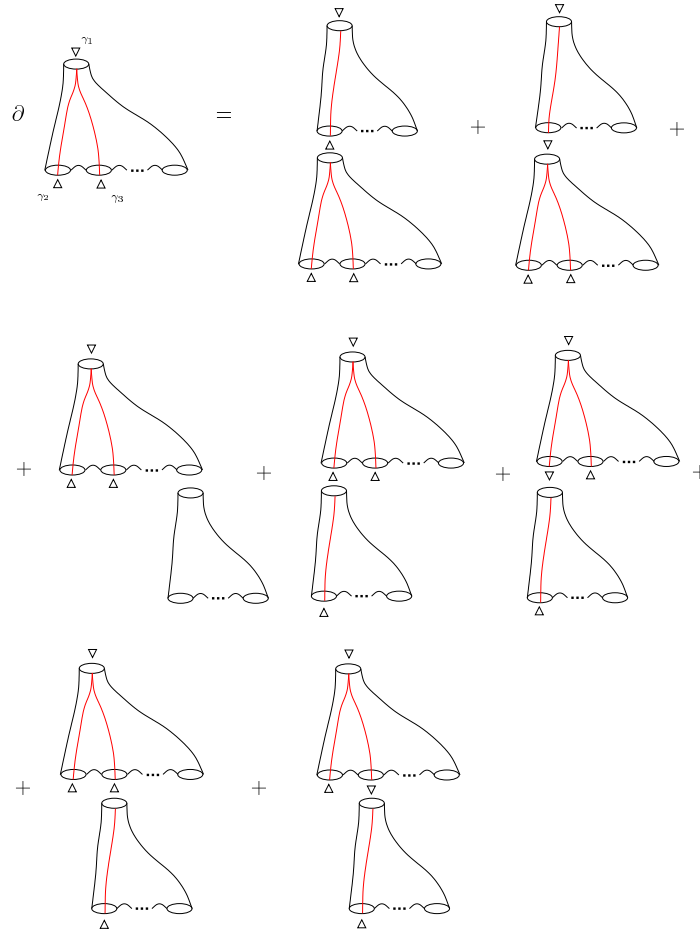 γ₁
∂ =
+ +
γ₂ γ₃
...
+ + + +
+ +